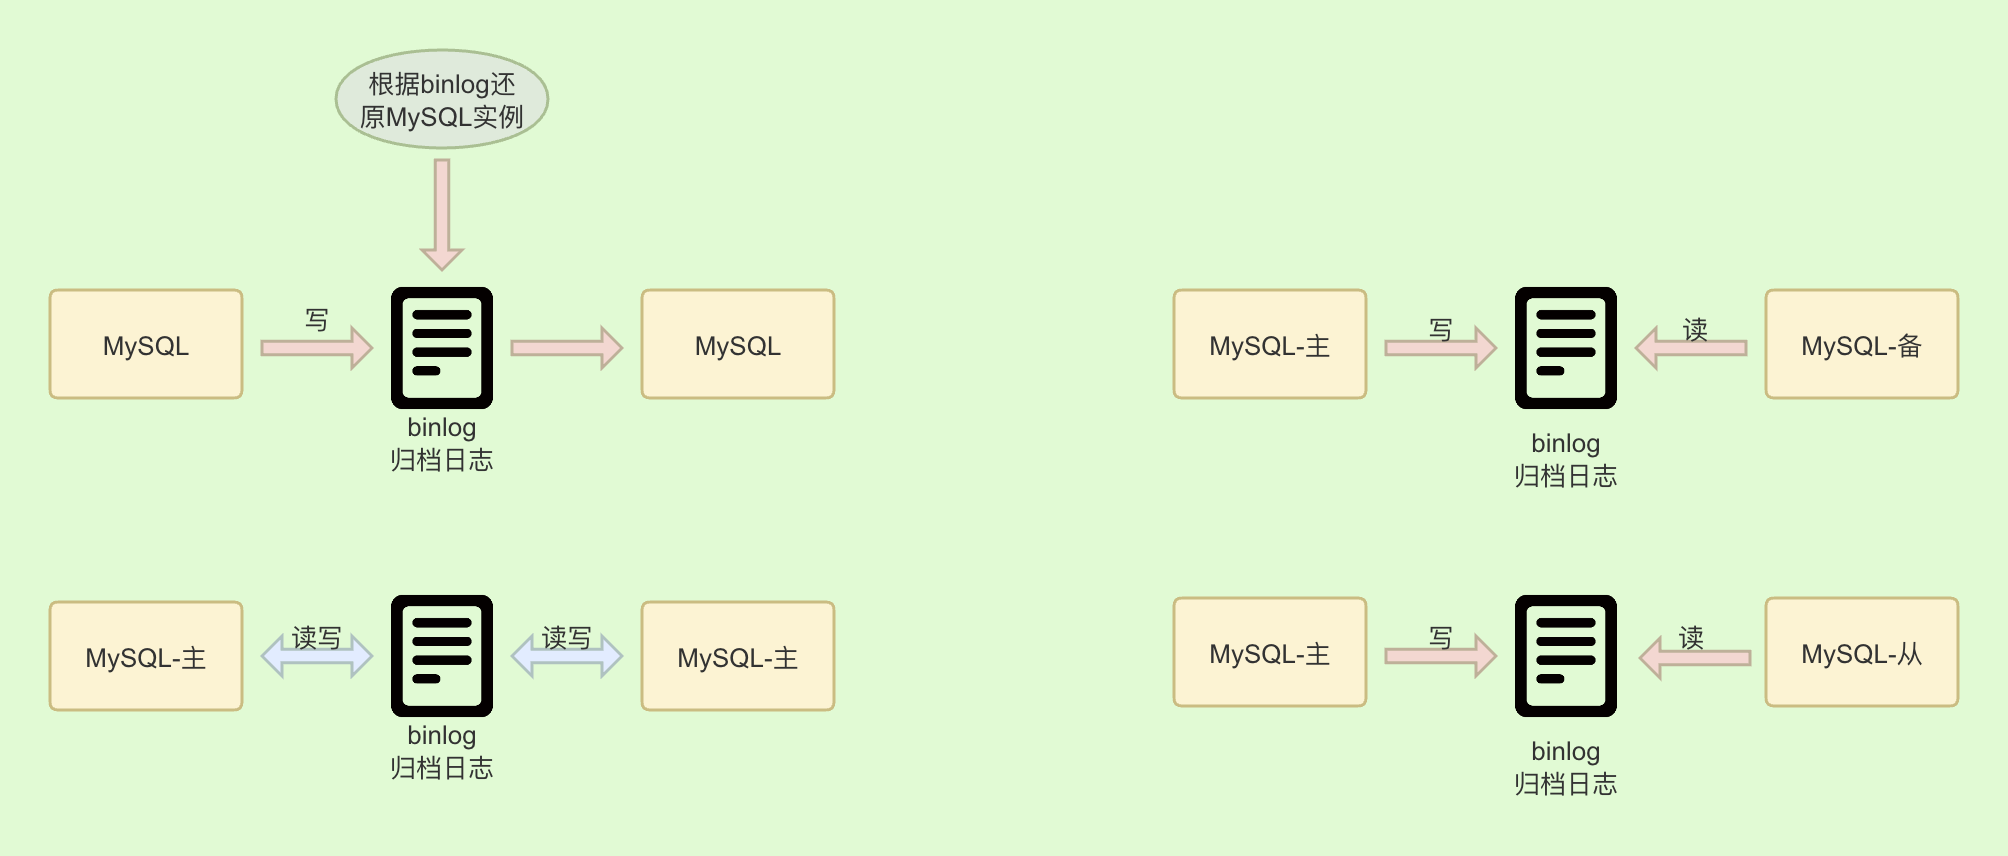 根据binlog还
原MySQL实例
MySQL
写
MySQL
binlog
归档日志
MySQL-主
写
读
MySQL-备
binlog
归档日志
MySQL-主
读写
读写
MySQL-主
binlog
归档日志
MySQL-主
写
读
MySQL-从
binlog
归档日志